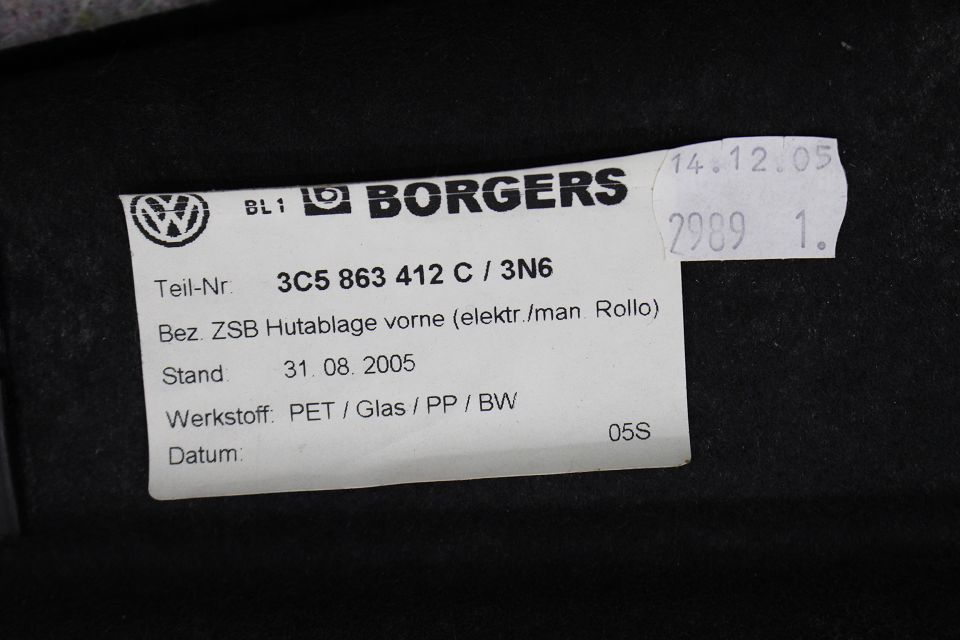 BL1 BORGERS
14.12.05
2989 1.
Teil-Nr: 3C5 863 412 C / 3N6
Bez. ZSB Hutablage vorne (elektr./man. Rollo)
Stand: 31. 08. 2005
Werkstoff: PET / Glas / PP / BW
Datum:
05S